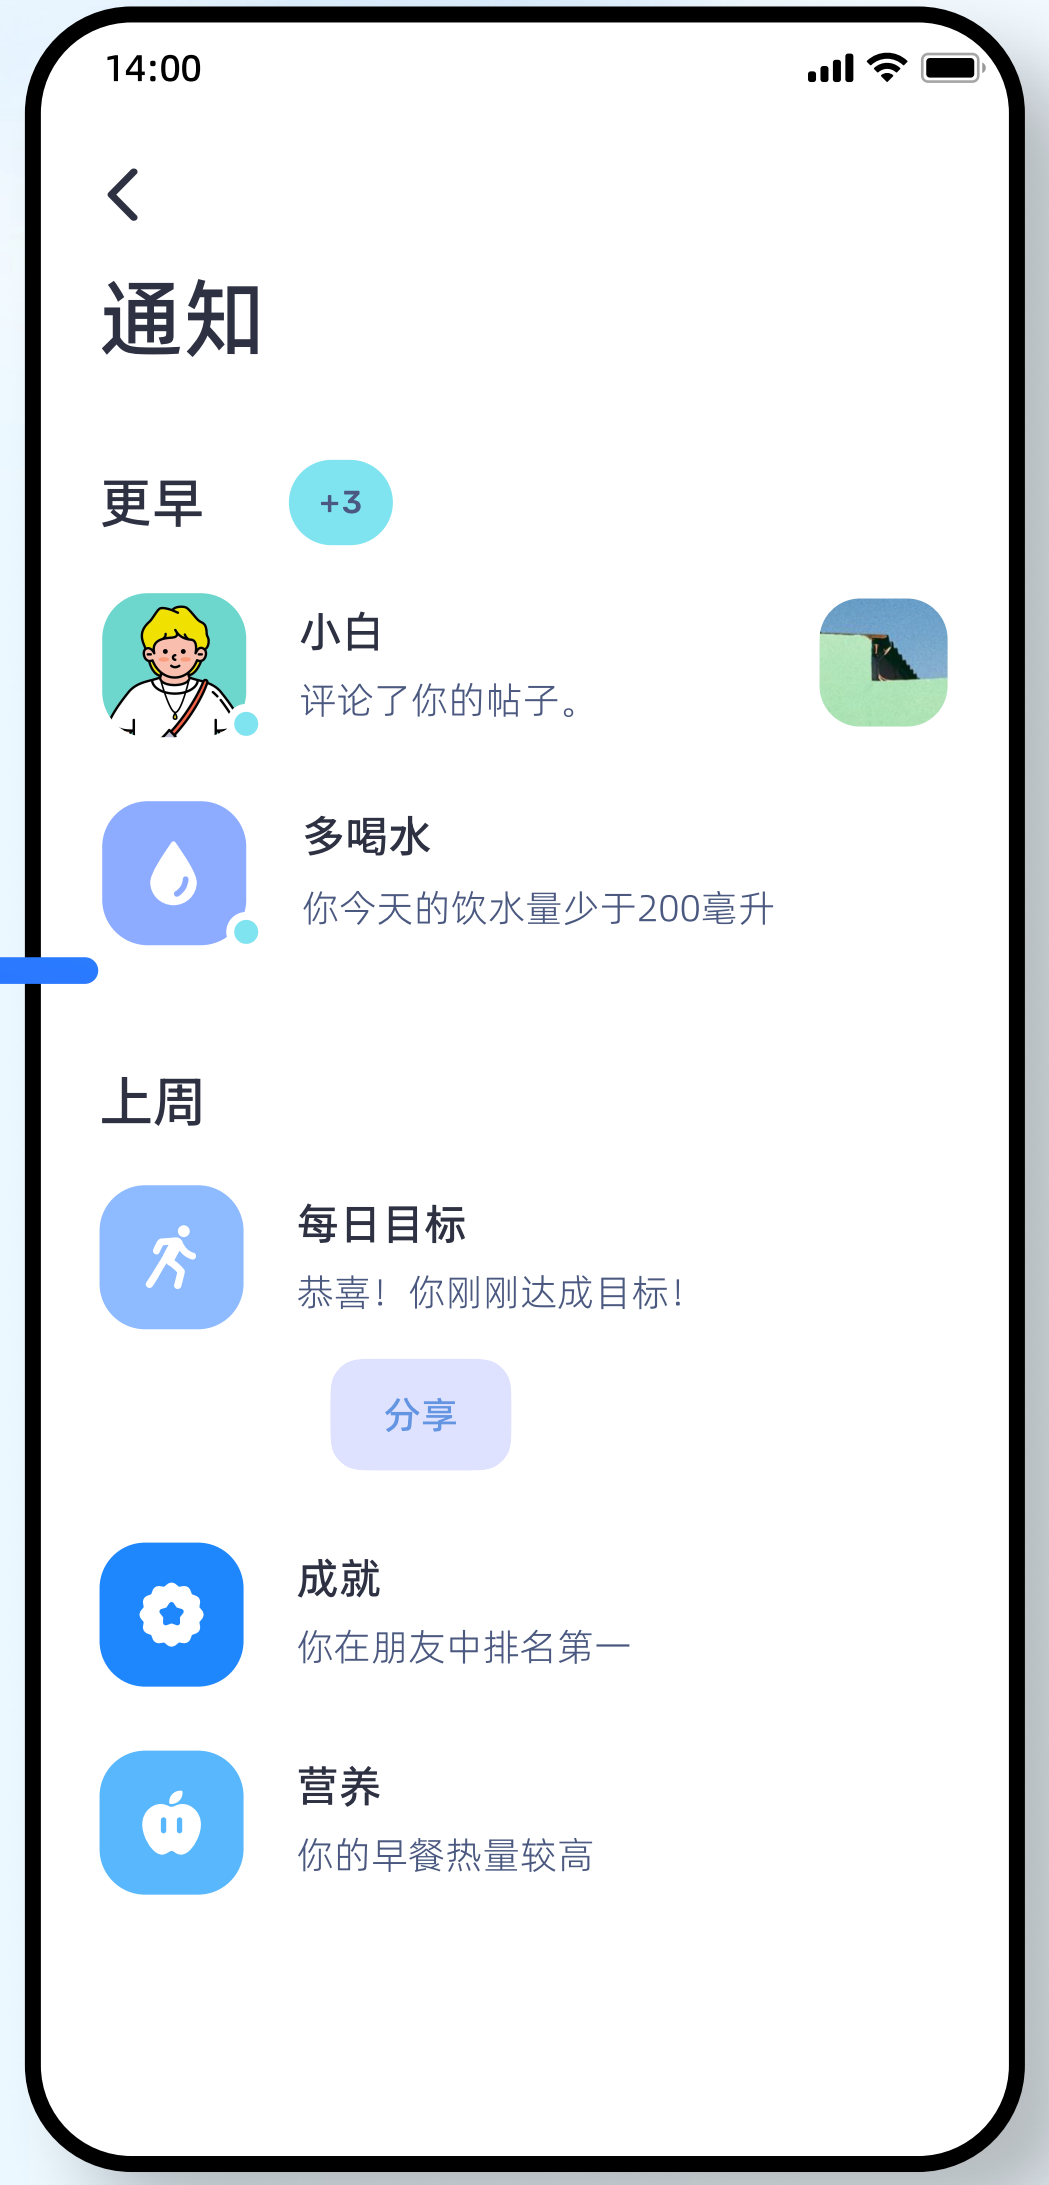 14:00
通知
更早
+3
小白
评论了你的帖子。
多喝水
你今天的饮水量少于200毫升
上周
每日目标
恭喜！你刚刚达成目标！
分享
成就
你在朋友中排名第一
营养
你的早餐热量较高